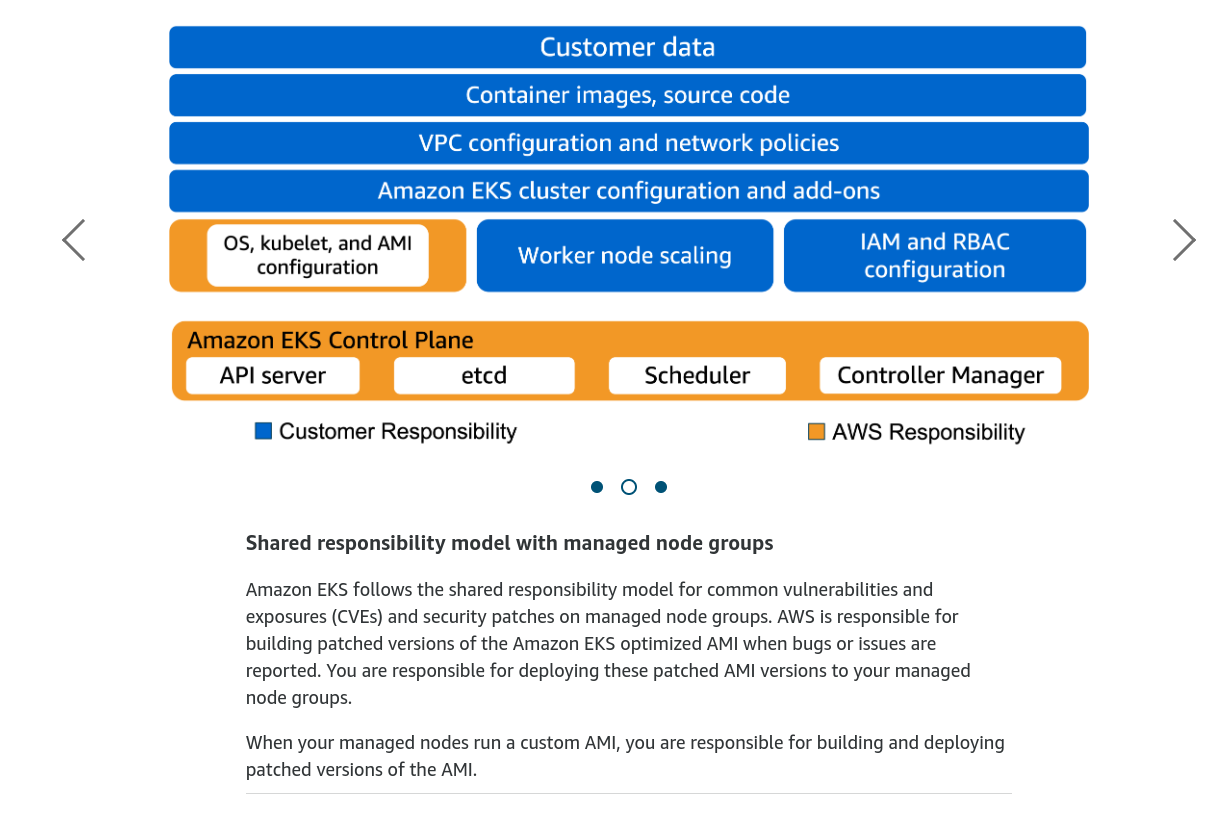 Customer data
Container images, source code
VPC configuration and network policies
Amazon EKS cluster configuration and add-ons
OS, kubelet, and AMI
configuration
Worker node scaling
IAM and RBAC
configuration
Amazon EKS Control Plane
API server
etcd
Scheduler
Controller Manager
Customer Responsibility
AWS Responsibility
Shared responsibility model with managed node groups
Amazon EKS follows the shared responsibility model for common vulnerabilities and
exposures (CVEs) and security patches on managed node groups. AWS is responsible for
building patched versions of the Amazon EKS optimized AMI when bugs or issues are
reported. You are responsible for deploying these patched AMI versions to your managed
node groups.
When your managed nodes run a custom AMI, you are responsible for building and deploying
patched versions of the AMI.